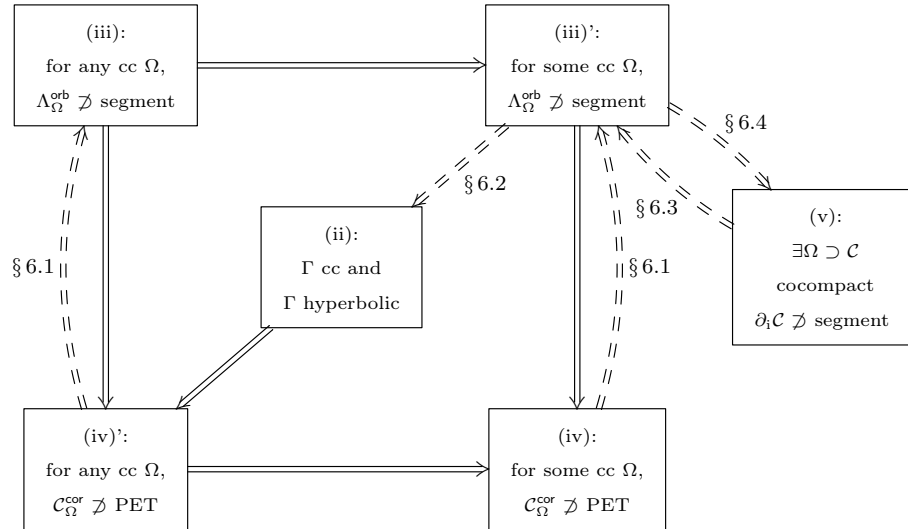 (iii):
for any cc Ω,
Λ_Ω^orb ⊅ segment
(iii)':
for some cc Ω,
Λ_Ω^orb ⊅ segment
§ 6.4
§ 6.2
§ 6.3
(v):
∃Ω ⊃ 𝒞
cocompact
∂_i𝒞 ⊅ segment
(ii):
Γ cc and
Γ hyperbolic
§ 6.1
§ 6.1
(iv)':
for any cc Ω,
𝒞_Ω^cor ⊅ PET
(iv):
for some cc Ω,
𝒞_Ω^cor ⊅ PET